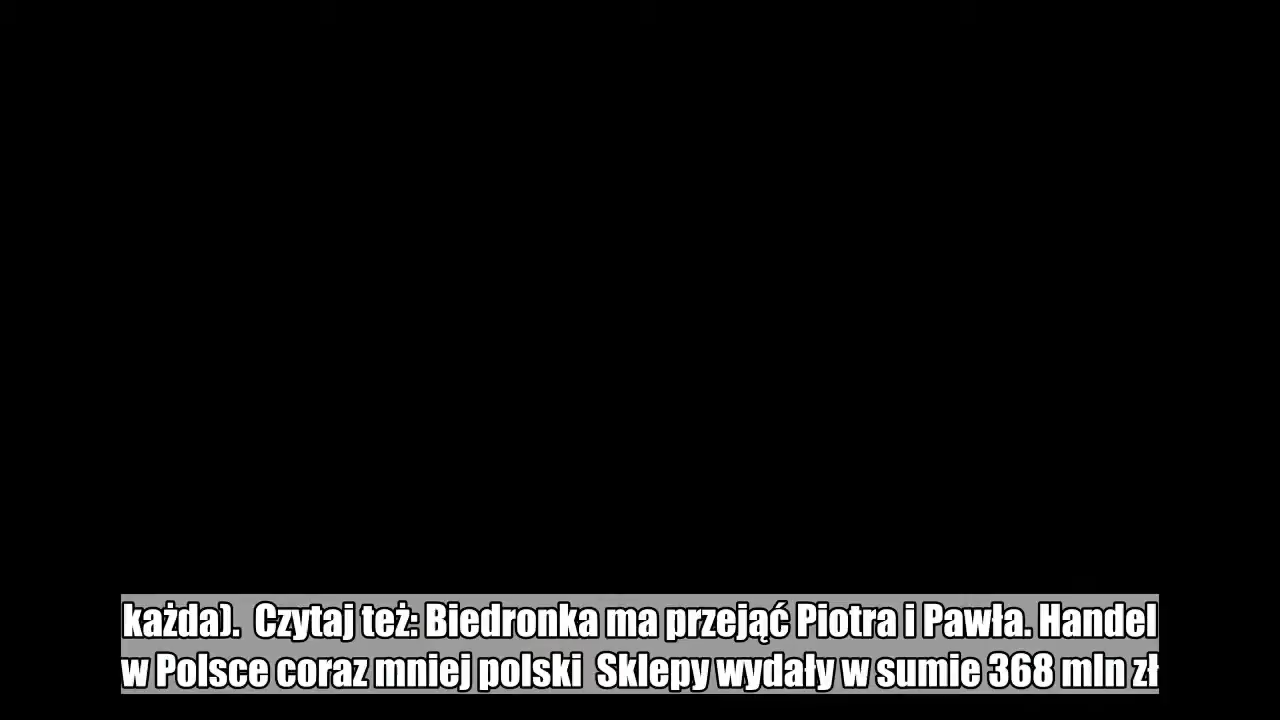 każda).  Czytaj też: Biedronka ma przejąć Piotra i Pawła. Handel
w Polsce coraz mniej polski  Sklepy wydały w sumie 368 mln zł